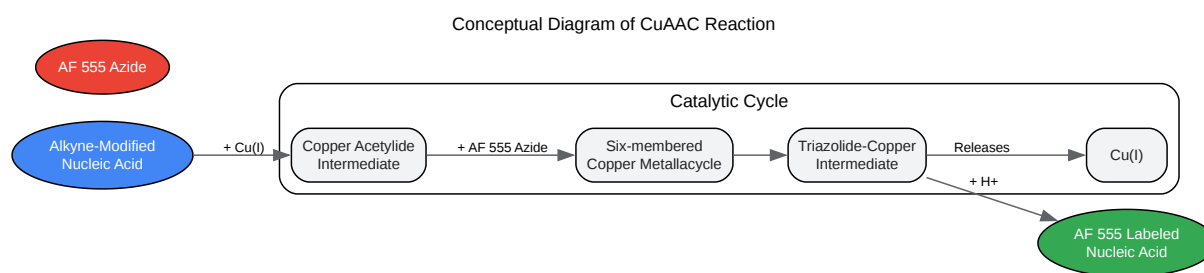 Conceptual Diagram of CuAAC Reaction
AF 555 Azide
Catalytic Cycle
Alkyne-Modified
Nucleic Acid
+ Cu(I)
Copper Acetylide
Intermediate
+ AF 555 Azide
Six-membered
Copper Metallacycle
Triazolide-Copper
Intermediate
Releases
Cu(I)
+ H+
AF 555 Labeled
Nucleic Acid